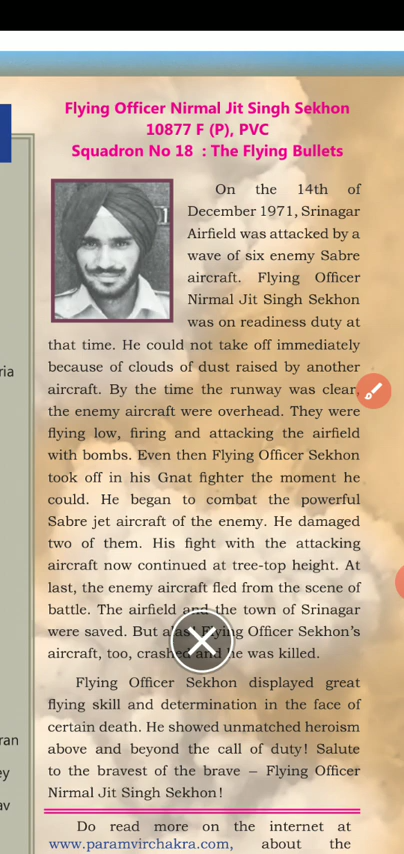 Flying Officer Nirmal Jit Singh Sekhon
10877 F (P), PVC
Squadron No 18 : The Flying Bullets
On the 14th of
December 1971, Srinagar
Airfield was attacked by a
wave of six enemy Sabre
aircraft. Flying Officer
Nirmal Jit Singh Sekhon
was on readiness duty at
that time. He could not take off immediately
because of clouds of dust raised by another
aircraft. By the time the runway was clear,
the enemy aircraft were overhead. They were
flying low, firing and attacking the airfield
with bombs. Even then Flying Officer Sekhon
took off in his Gnat fighter the moment he
could. He began to combat the powerful
Sabre jet aircraft of the enemy. He damaged
two of them. His fight with the attacking
aircraft now continued at tree-top height. At
last, the enemy aircraft fled from the scene of
battle. The airfield and the town of Srinagar
were saved. But alas! Flying Officer Sekhon's
aircraft, too, crashed and he was killed.
Flying Officer Sekhon displayed great
flying skill and determination in the face of
certain death. He showed unmatched heroism
above and beyond the call of duty! Salute
to the bravest of the brave – Flying Officer
Nirmal Jit Singh Sekhon!
Do read more on the internet at
www.paramvirchakra.com, about the
ria
ran
ey
av